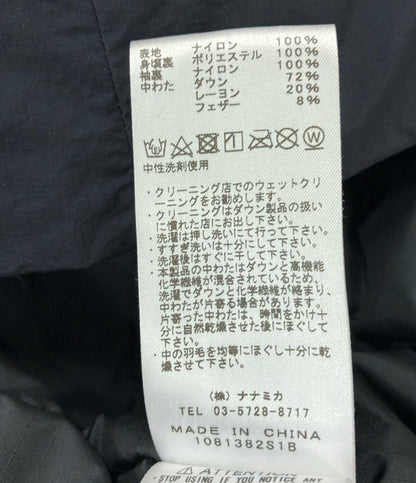 表地 ナイロン 100%
身頃裏 ポリエステル 100%
袖裏 ナイロン 100%
中わた ダウン 72%
レーヨン 20%
フェザー 8%
中性洗剤使用
・クリーニング店でのウェットクリ
ーニングをお勧めします。
・クリーニングはダウン製品の扱い
に慣れた店にお出し下さい。
・洗濯は押し洗いにて行って下さい。
・すすぎ洗いは十分にして下さい。
・洗濯後はすぐに干して下さい。
・本製品の中わたはダウンと高機能
化学繊維が混合されているため、
洗濯でダウンと化学繊維が絡まり、
中わたが片寄る場合があります。
片寄った中わたは、時間をかけ十
分に自然乾燥させた後にほぐして
下さい。
・中の羽毛を均等にほぐし十分に乾
燥させて下さい。
(株) ナナミカ
TEL 03-5728-8717
MADE IN CHINA
1081382S1B
ATTENTION
IF YOU DO NOT STOP USING ANY